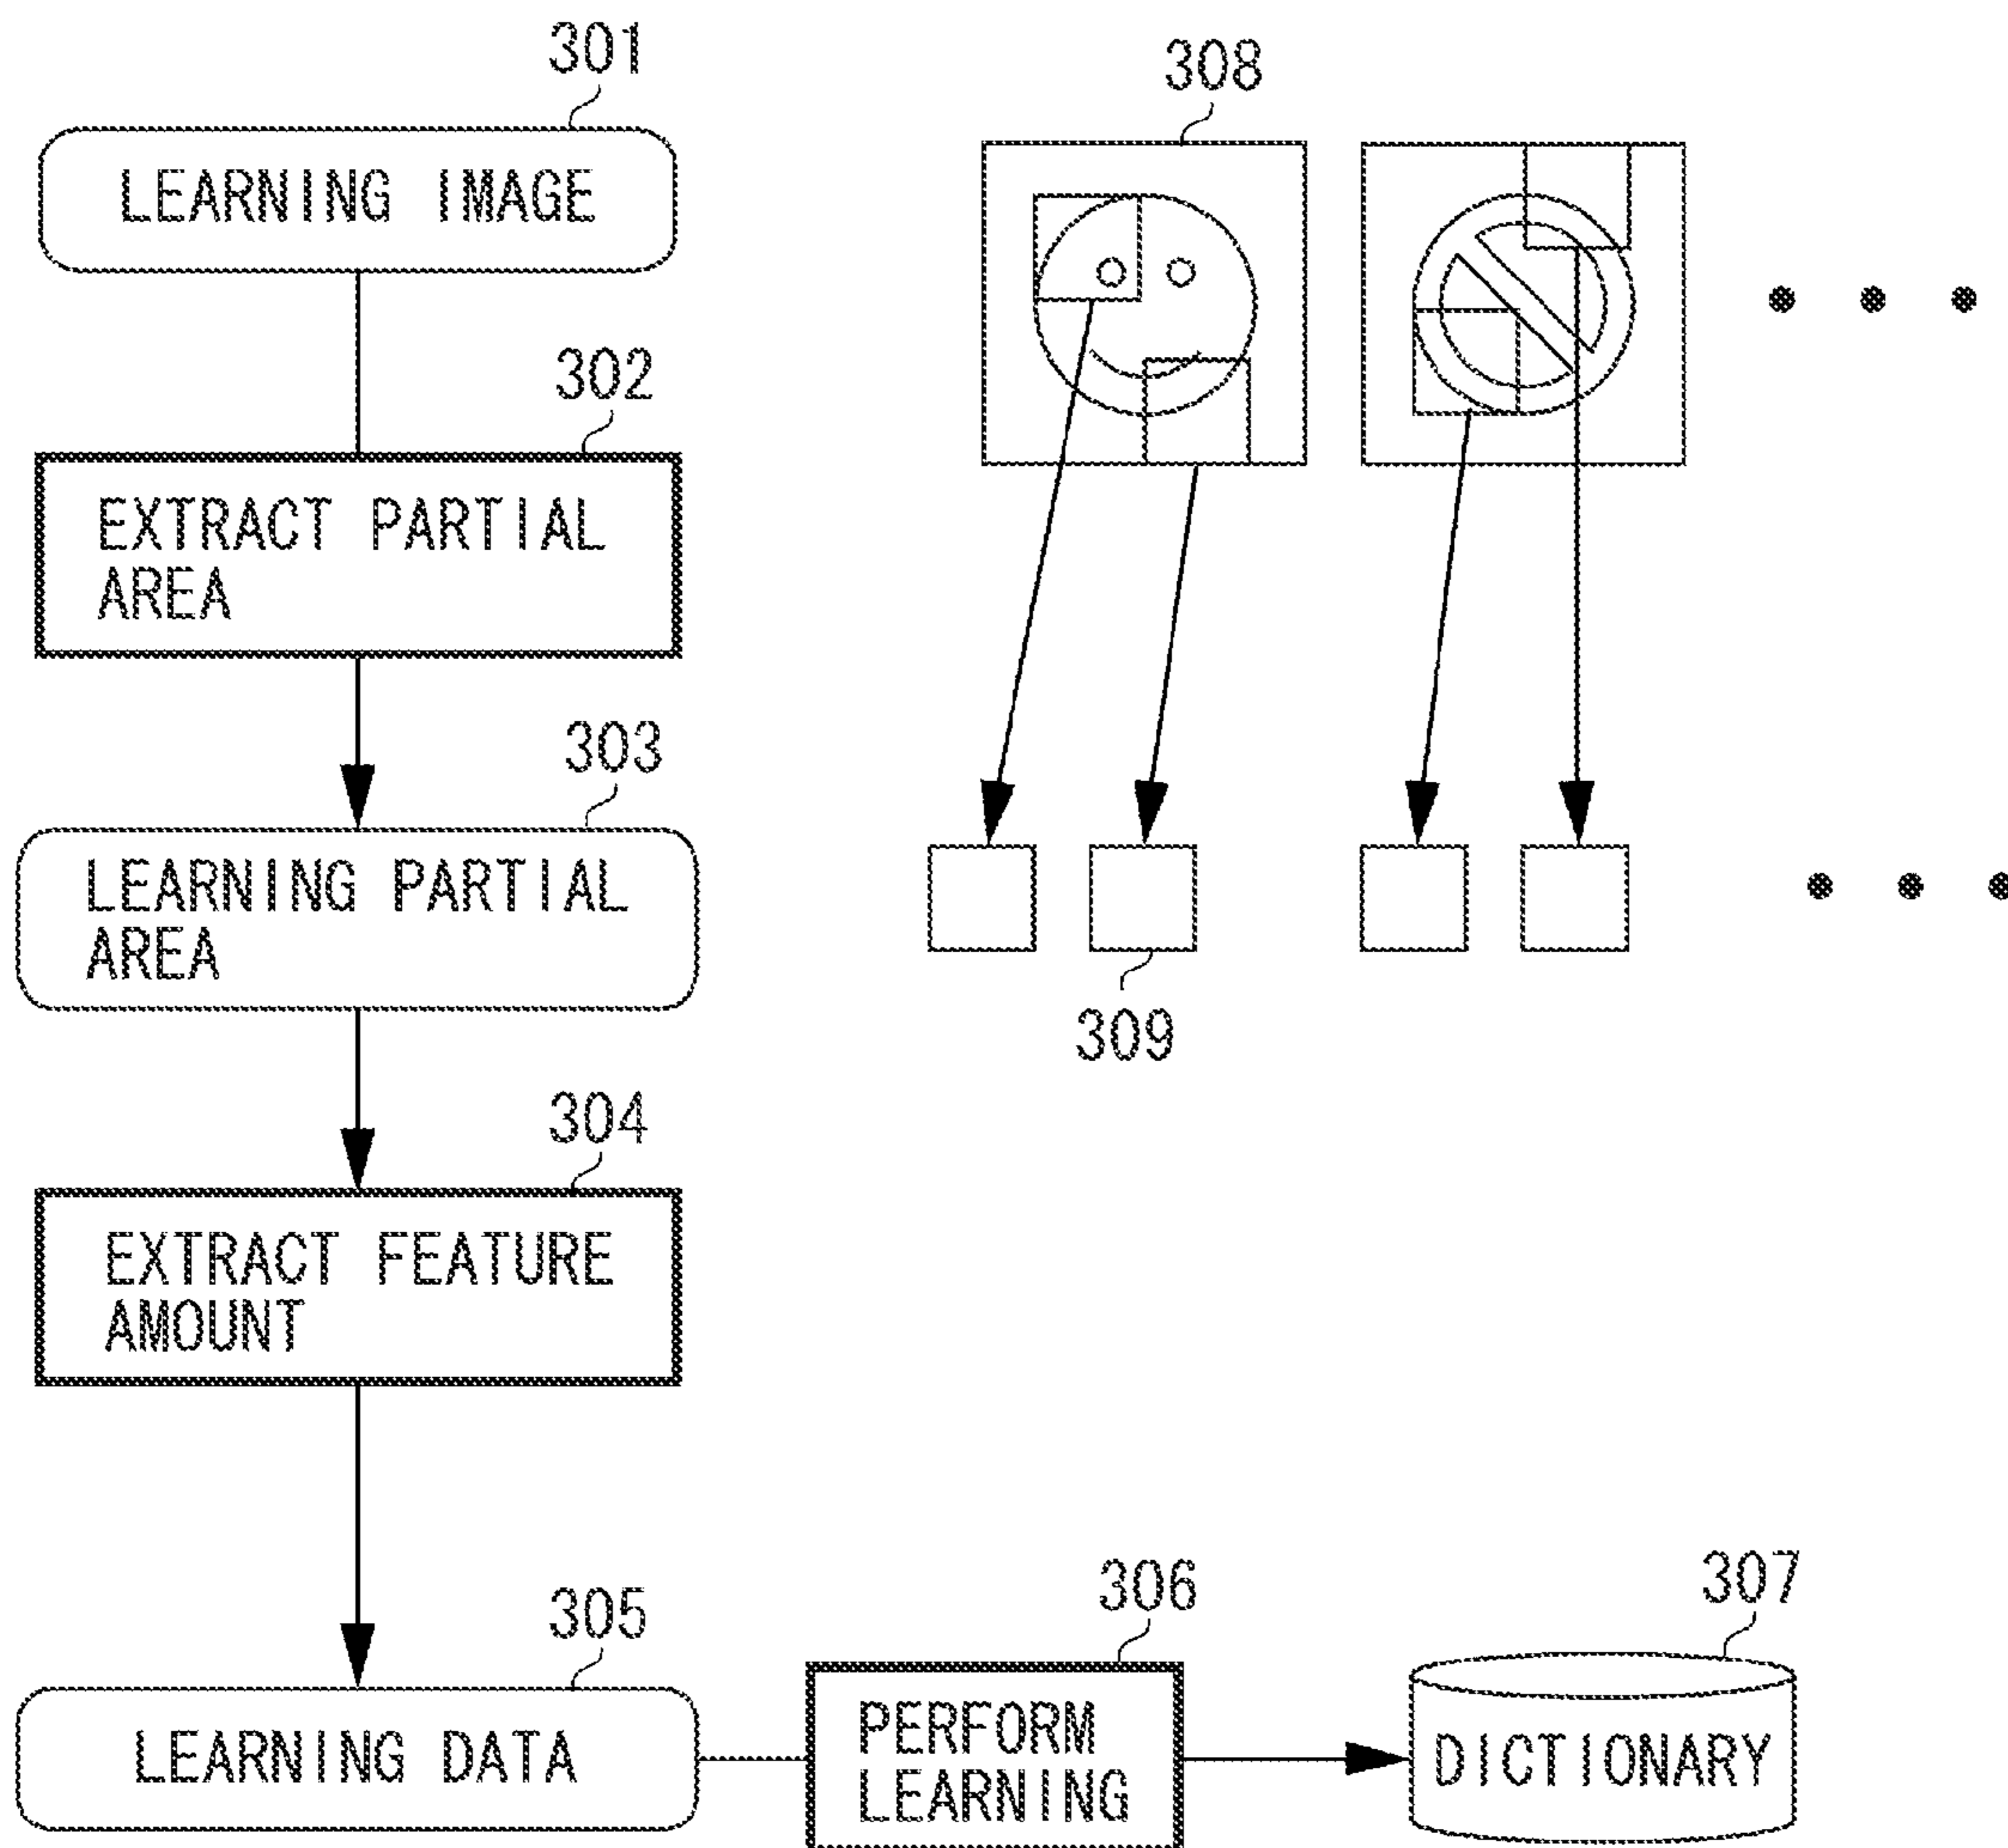 301
LEARNING IMAGE
302
EXTRACT PARTIAL
AREA
303
LEARNING PARTIAL
AREA
304
EXTRACT FEATURE
AMOUNT
305
LEARNING DATA
306
PERFORM
LEARNING
307
DICTIONARY
308
309